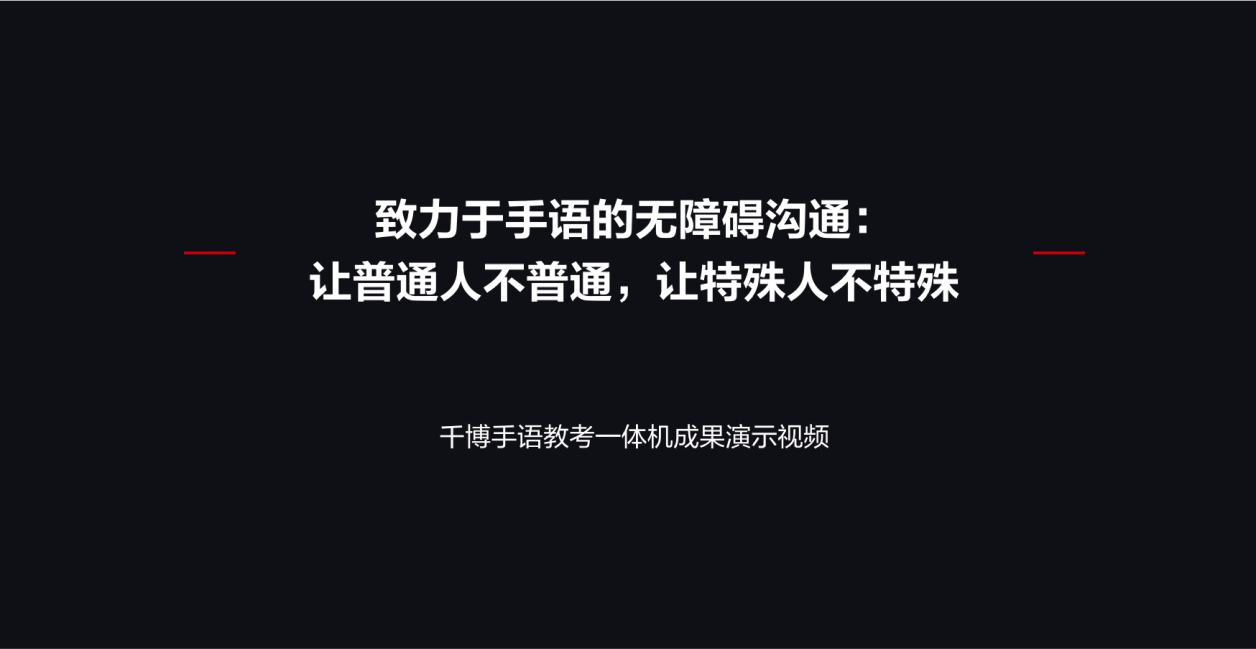 致力于手语的无障碍沟通：
让普通人不普通，让特殊人不特殊
千博手语教考一体机成果演示视频